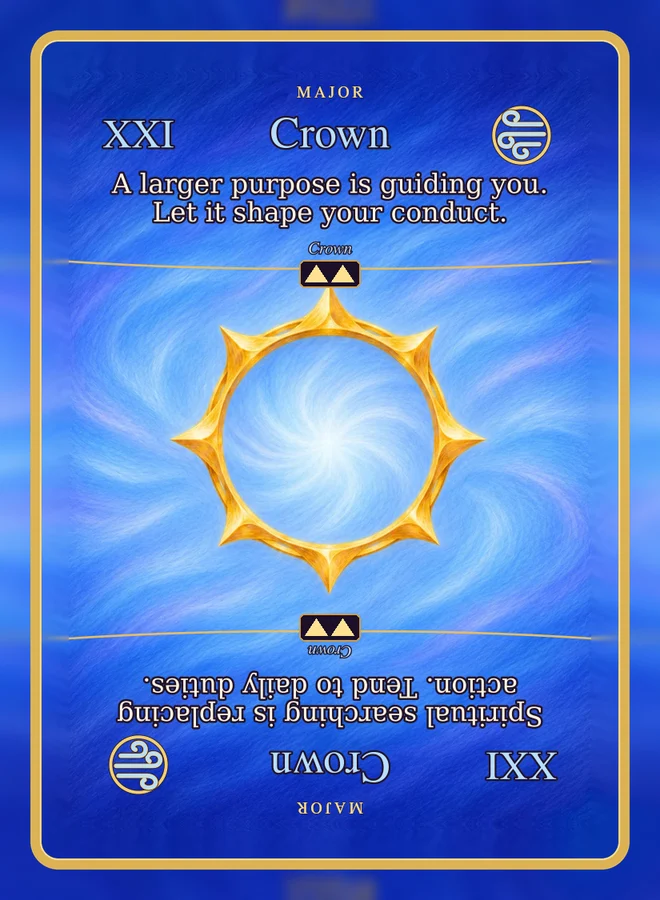 MAJOR
XXI Crown
A larger purpose is guiding you.
Let it shape your conduct.
Crown
Crown
Spiritual searching is replacing
action. Tend to daily duties.
XXI Crown
MAJOR